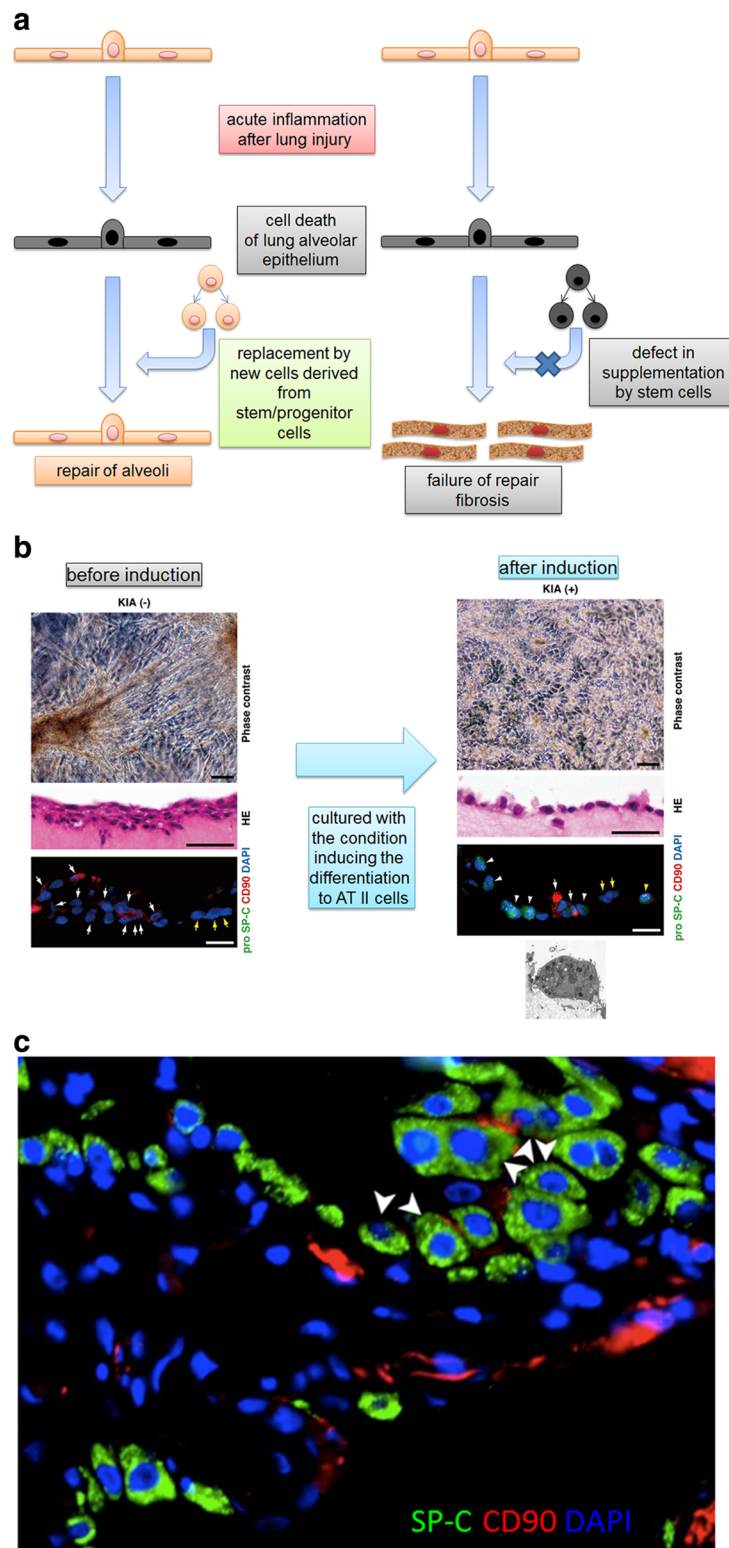 a
acute inflammation
after lung injury
cell death
of lung alveolar
epithelium
replacement by
new cells derived
from
stem/progenitor
cells
defect in
supplementation
by stem cells
repair of alveoli
failure of repair
fibrosis
b
before induction
KIA (-)
Phase contrast
HE
pro SP-C CD90 DAPI
cultured with
the condition
inducing the
differentiation
to AT II cells
after induction
KIA (+)
Phase contrast
HE
pro SP-C CD90 DAPI
c
SP-C CD90 DAPI